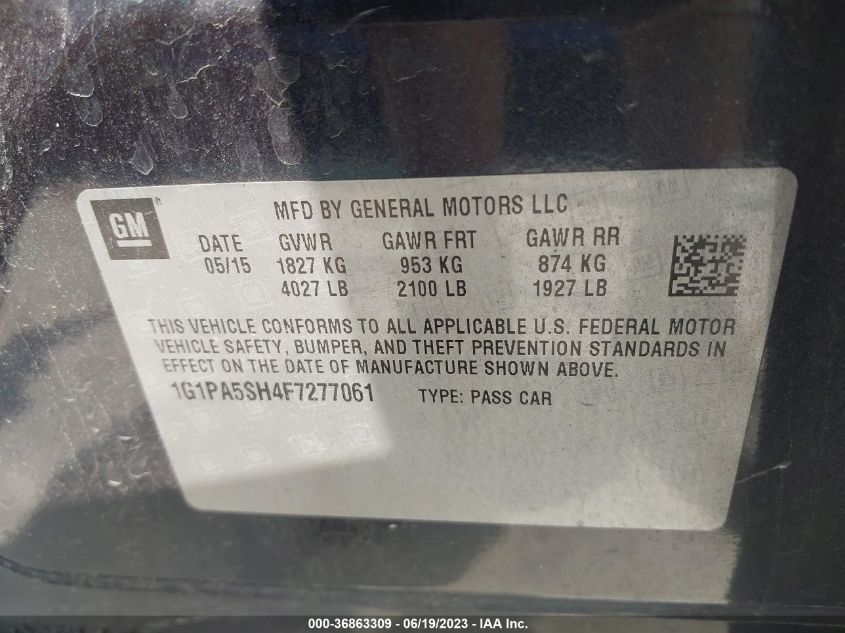 GM ® MFD BY GENERAL MOTORS LLC
DATE GVWR GAWR FRT GAWR RR
05/15 1827 KG 953 KG 874 KG
4027 LB 2100 LB 1927 LB
THIS VEHICLE CONFORMS TO ALL APPLICABLE U.S. FEDERAL MOTOR
VEHICLE SAFETY, BUMPER, AND THEFT PREVENTION STANDARDS IN
EFFECT ON THE DATE OF MANUFACTURE SHOWN ABOVE.
1G1PA5SH4F7277061 TYPE: PASS CAR
000-36863309 - 06/19/2023 - IAA Inc.